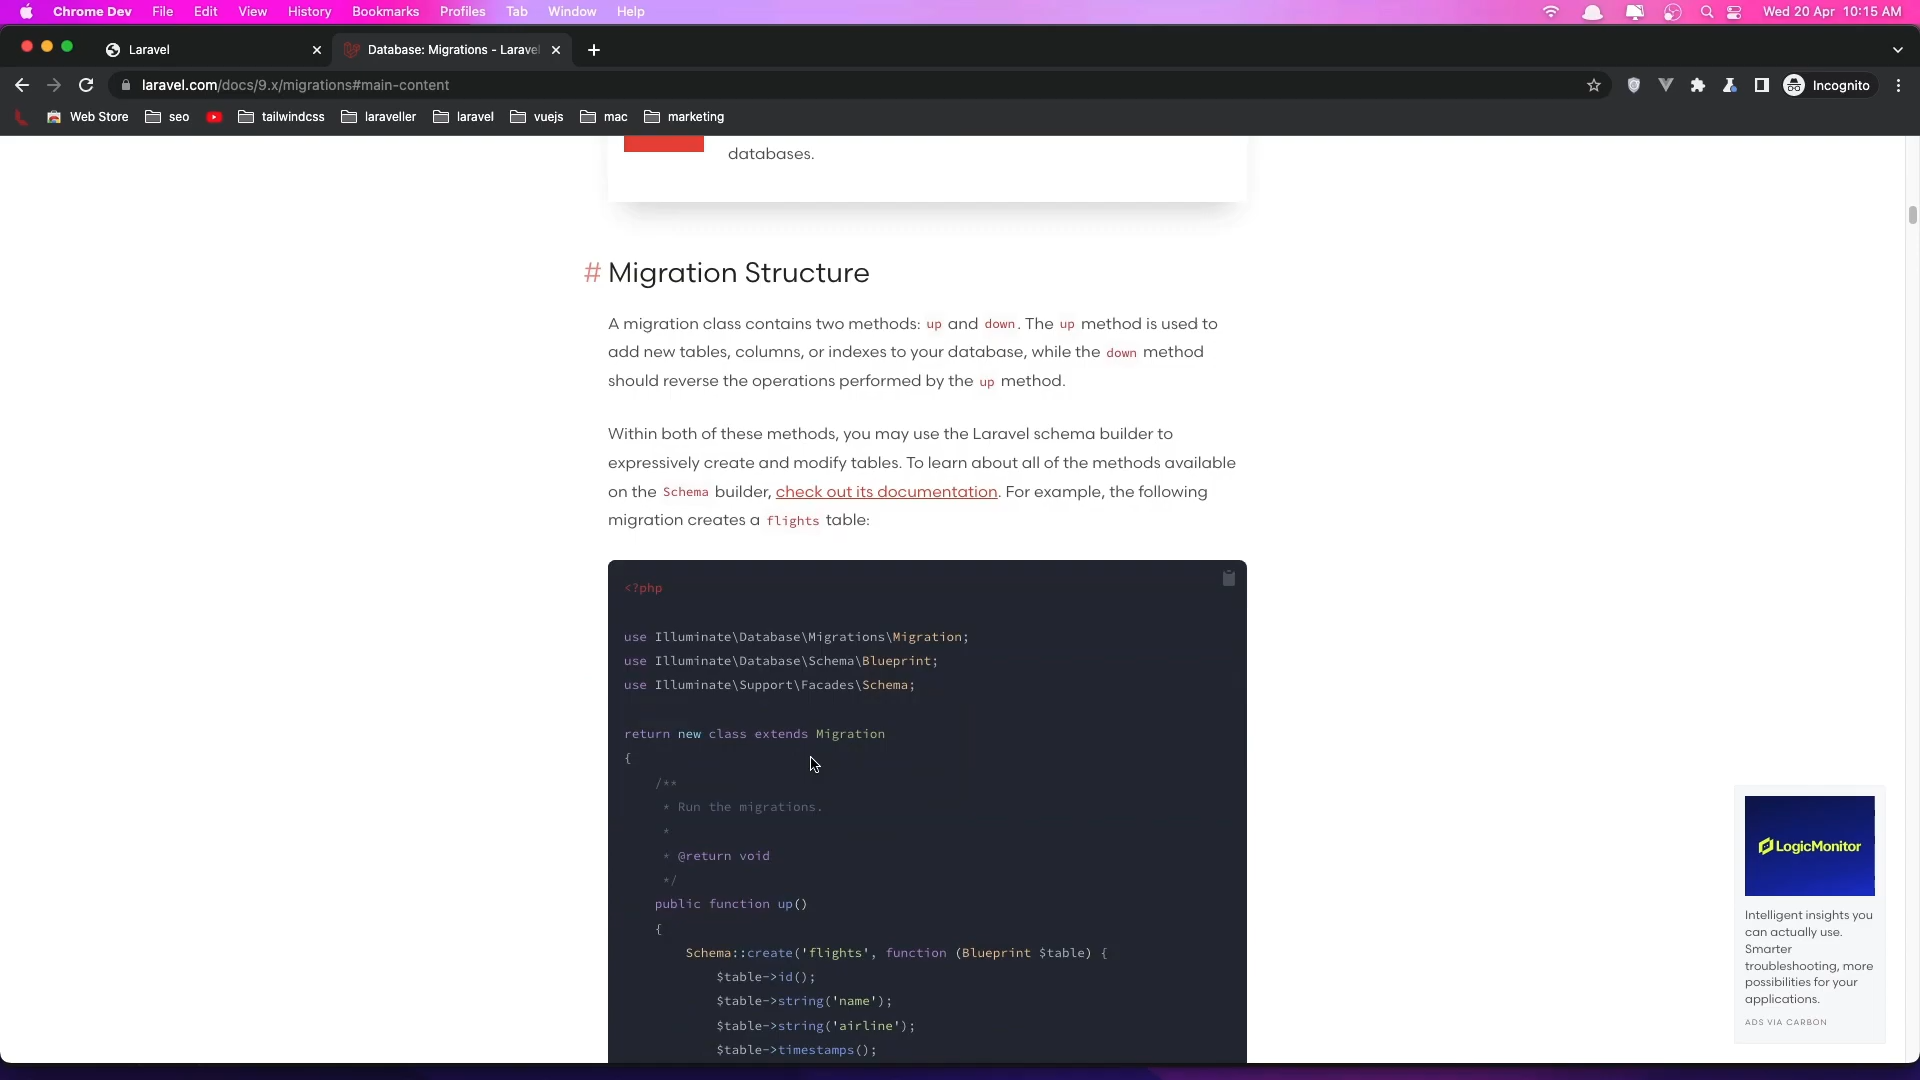 Chrome Dev File Edit View History Bookmarks Profiles Tab Window Help Wed 20 Apr 10:15 AM
Laravel Database: Migrations - Laravel
laravel.com/docs/9.x/migrations#main-content Incognito
Web Store seo tailwindcss laraveller laravel vuejs mac marketing
databases.
# Migration Structure
A migration class contains two methods: up and down. The up method is used to
add new tables, columns, or indexes to your database, while the down method
should reverse the operations performed by the up method.
Within both of these methods, you may use the Laravel schema builder to
expressively create and modify tables. To learn about all of the methods available
on the Schema builder, check out its documentation. For example, the following
migration creates a flights table:
<?php
use Illuminate\Database\Migrations\Migration;
use Illuminate\Database\Schema\Blueprint;
use Illuminate\Support\Facades\Schema;
return new class extends Migration
{
/**
* Run the migrations.
*
* @return void
*/
public function up()
{
Schema::create('flights', function (Blueprint $table) {
$table->id();
$table->string('name');
$table->string('airline');
$table->timestamps();
LogicMonitor
Intelligent insights you
can actually use.
Smarter
troubleshooting, more
possibilities for your
applications.
ADS VIA CARBON